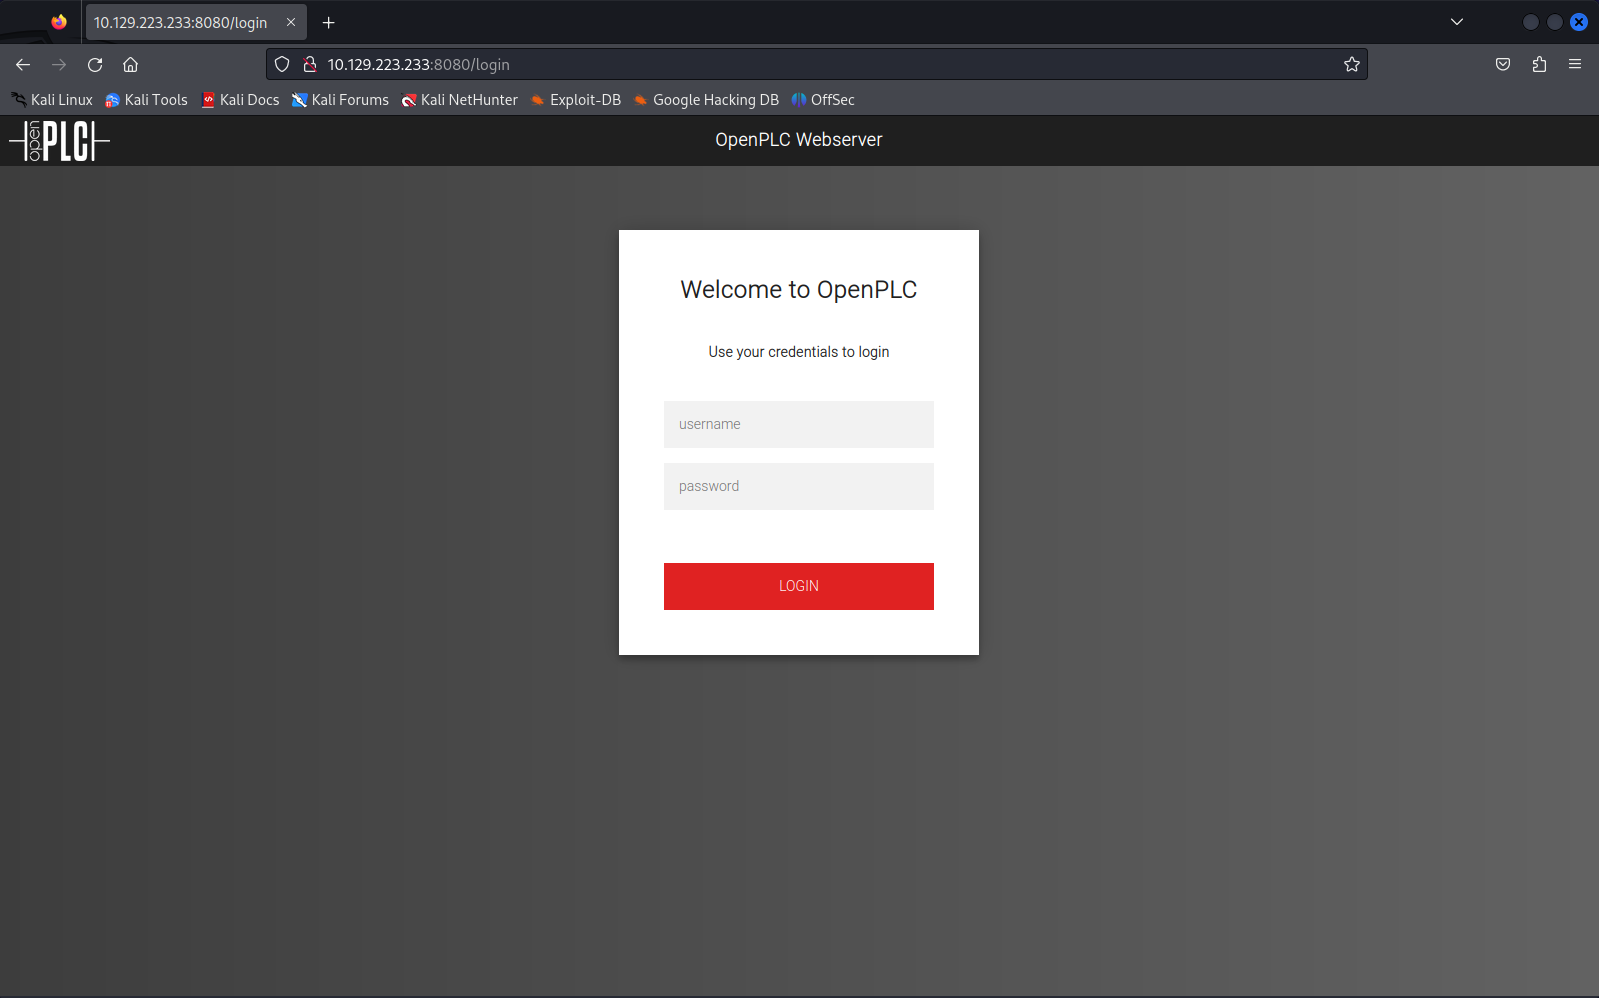 10.129.223.233:8080/login
10.129.223.233:8080/login
Kali Linux Kali Tools Kali Docs Kali Forums Kali NetHunter Exploit-DB Google Hacking DB OffSec
open PLC
OpenPLC Webserver
Welcome to OpenPLC
Use your credentials to login
username
password
LOGIN